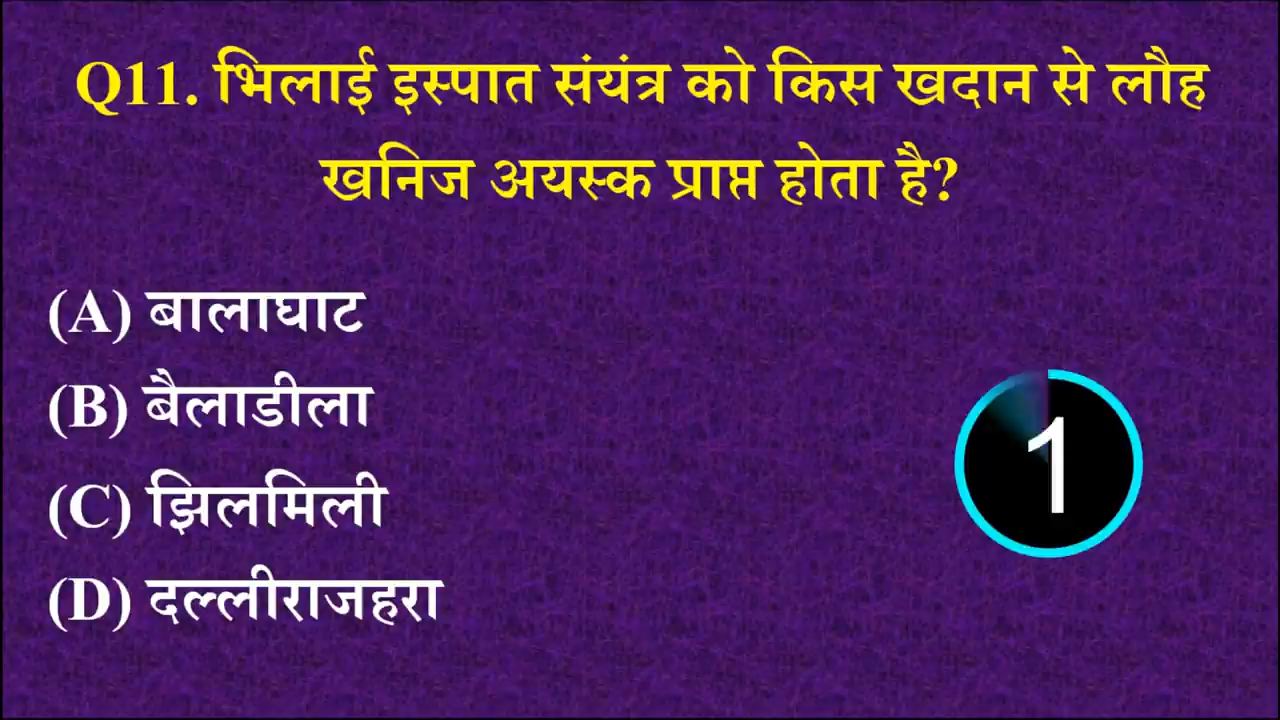 Q11. भिलाई इस्पात संयंत्र को किस खदान से लौह
खनिज अयस्क प्राप्त होता है?
(A) बालाघाट
(B) बैलाडीला
(C) झिलमिली
(D) दल्लीराजहरा
1